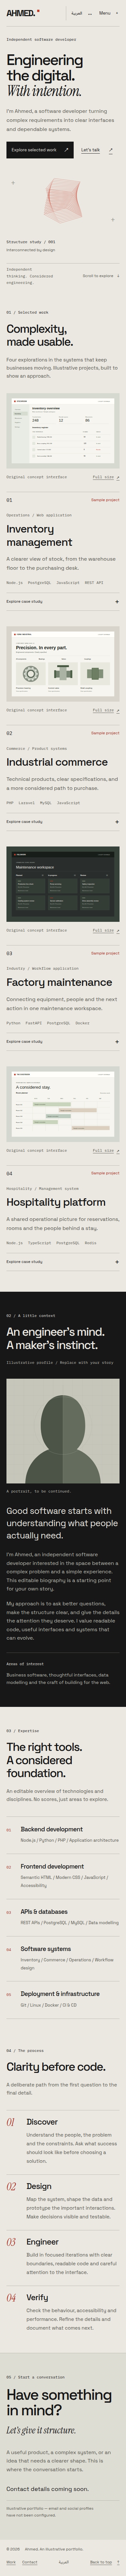 AHMED.
العربية
Menu
Independent software developer
Engineering
the digital.
With intention.
I'm Ahmed, a software developer turning
complex requirements into clear interfaces
and dependable systems.
Explore selected work ↗
Let's talk ↗
Structure study / 001
Interconnected by design
Independent
thinking. Considered
engineering.
Scroll to explore ↓
01 / Selected work
Complexity,
made usable.
Four explorations in the systems that keep
businesses moving. Illustrative projects, built to
show an approach.
Inventory overview
Original concept interface
Full size ↗
01
Sample project
Operations / Web application
Inventory
management
A clearer view of stock, from the warehouse
floor to the purchasing desk.
Node.js PostgreSQL JavaScript REST API
Explore case study +
Precision. In every part.
Original concept interface
Full size ↗
02
Sample project
Commerce / Product systems
Industrial commerce
Technical products, clear specifications, and
a more considered path to purchase.
PHP Laravel MySQL JavaScript
Explore case study +
Maintenance workspace
Original concept interface
Full size ↗
03
Sample project
Industry / Workflow application
Factory maintenance
Connecting equipment, people and the next
action in one maintenance workspace.
Python FastAPI PostgreSQL Docker
Explore case study +
A considered stay.
Original concept interface
Full size ↗
04
Sample project
Hospitality / Management system
Hospitality platform
A shared operational picture for reservations,
rooms and the people behind a stay.
Node.js TypeScript PostgreSQL Redis
Explore case study +
02 / A little context
An engineer's mind.
A maker's instinct.
Illustrative profile / Replace with your story
A portrait, to be continued.
Good software starts with
understanding what people
actually need.
I'm Ahmed, an independent software
developer interested in the space between a
complex problem and a simple experience.
This sample biography is a starting point
for your own story.
My approach is to ask better questions,
make the structure clear, and give the details
the attention they deserve. I value readable
code, useful interfaces and systems that
can evolve.
Areas of interest
Business software, thoughtful interfaces, data
modelling and the craft of building for the web.
03 / Expertise
The right tools.
A considered
foundation.
An editable overview of technologies and
disciplines. No scores, just areas to explore.
01
Backend development
Node.js / Python / PHP / Application architecture
02
Frontend development
Semantic HTML / Modern CSS / JavaScript /
Accessibility
03
APIs & databases
REST APIs / PostgreSQL / MySQL / Data modelling
04
Software systems
Inventory / Commerce / Operations / Workflow
design
05
Deployment & infrastructure
Git / Linux / Docker / CI & CD
04 / The process
Clarity before code.
A deliberate path from the first question to the
final detail.
01
Discover
Understand the people, the problem
and the constraints. Ask what success
should look like before choosing a
solution.
02
Design
Map the system, shape the data and
prototype the important interactions.
Make decisions visible and testable.
03
Engineer
Build in focused iterations with clear
boundaries, readable code and careful
attention to the interface.
04
Verify
Check the behaviour, accessibility and
performance. Refine the details and
document what comes next.
05 / Start a conversation
Have something
in mind?
Let's give it structure.
A useful product, a complex system, or an
idea that needs a clearer shape. This is
where it starts.
Contact details coming soon.
Illustrative portfolio — email and social profiles
have not been configured.
© 2026 Ahmed. An illustrative portfolio.
Work
Contact
العربية
Back to top ↑